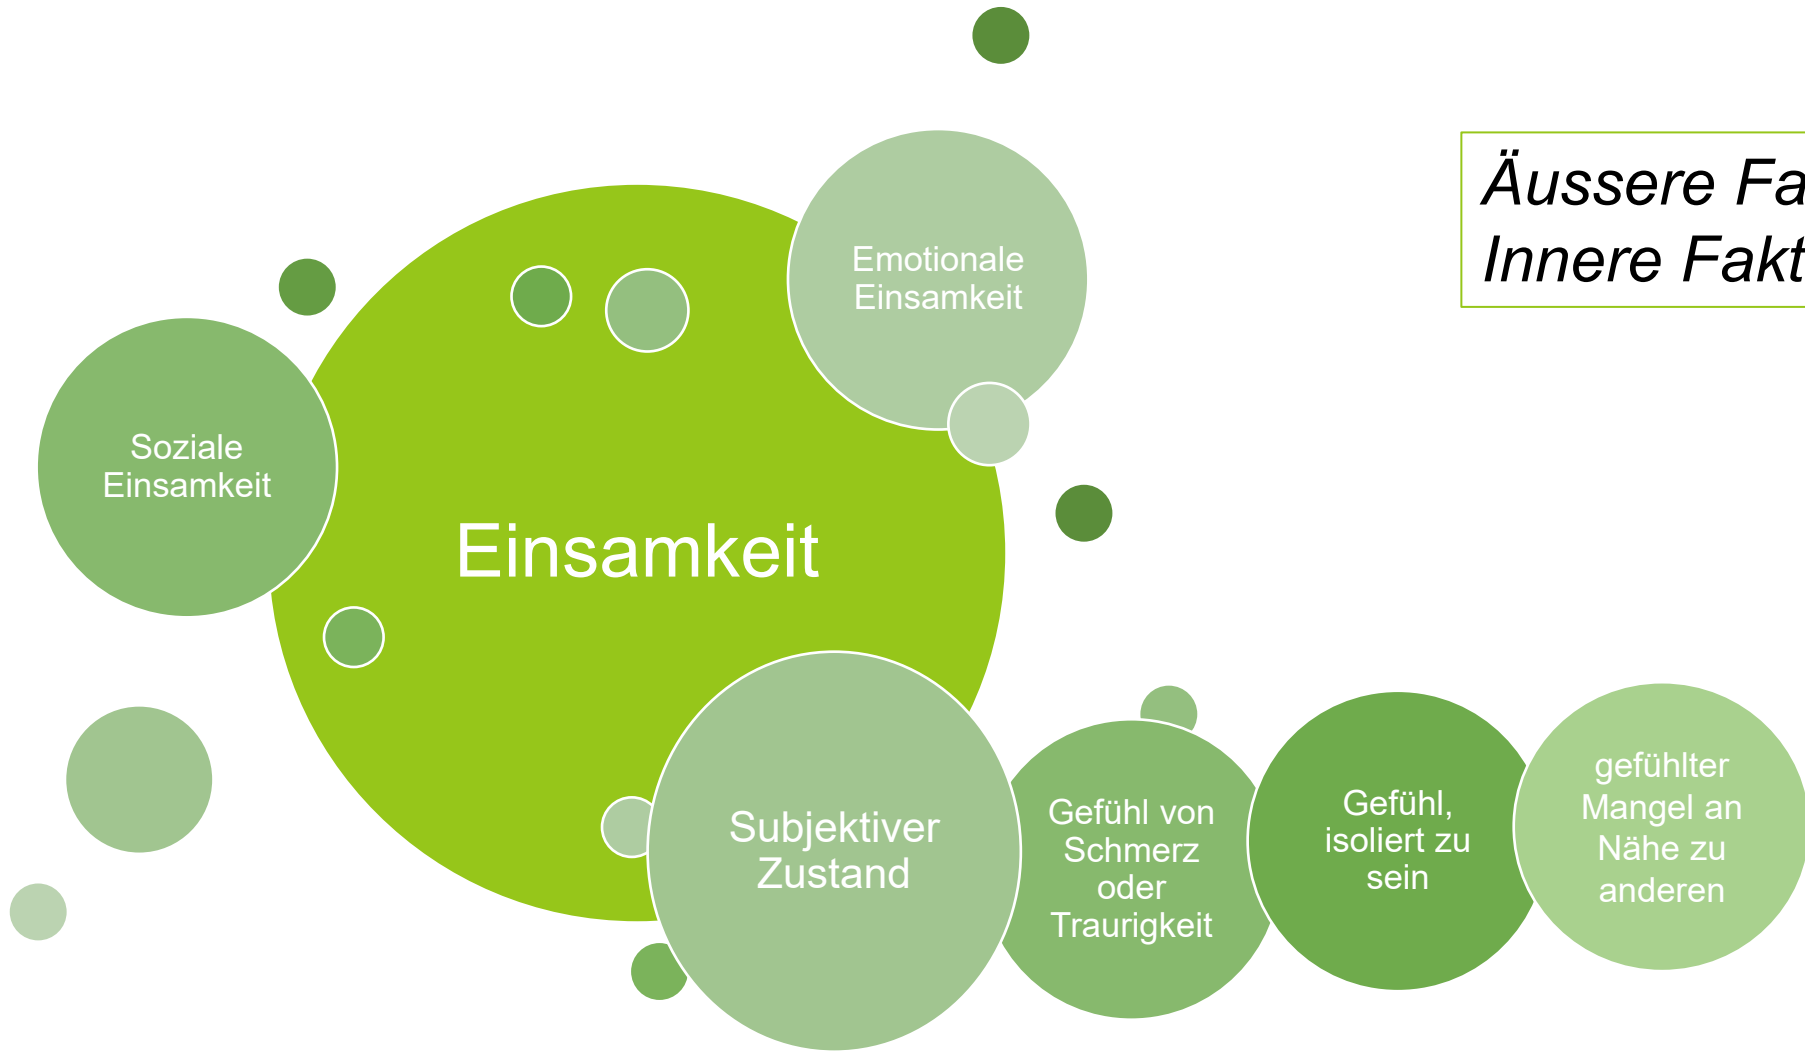 Äussere Fa
Innere Fakt
Emotionale
Einsamkeit
Soziale
Einsamkeit
Einsamkeit
Subjektiver
Zustand
Gefühl von
Schmerz
oder
Traurigkeit
Gefühl,
isoliert zu
sein
gefühlter
Mangel an
Nähe zu
anderen